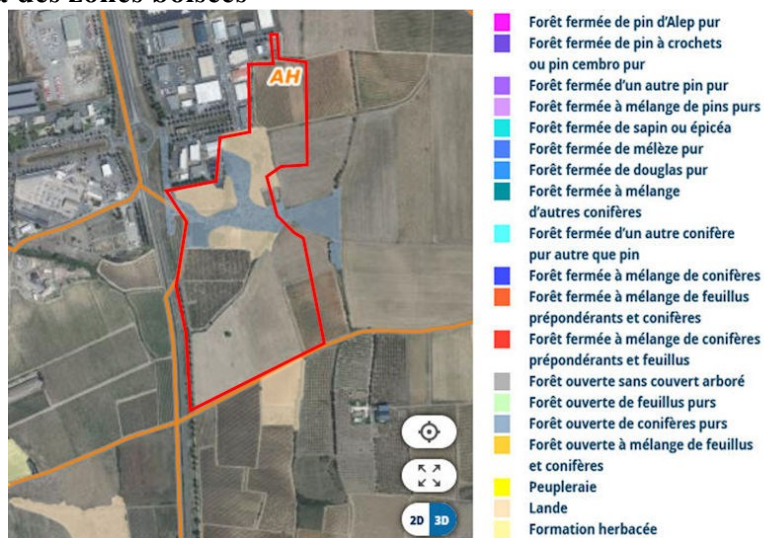 des zones boisées
AH
2D 3D
Forêt fermée de pin d'Alep pur
Forêt fermée de pin à crochets
ou pin cembro pur
Forêt fermée d'un autre pin pur
Forêt fermée à mélange de pins purs
Forêt fermée de sapin ou épicéa
Forêt fermée de mélèze pur
Forêt fermée de douglas pur
Forêt fermée à mélange
d'autres conifères
Forêt fermée d'un autre conifère
pur autre que pin
Forêt fermée à mélange de conifères
Forêt fermée à mélange de feuillus
prépondérants et conifères
Forêt fermée à mélange de conifères
prépondérants et feuillus
Forêt ouverte sans couvert arboré
Forêt ouverte de feuillus purs
Forêt ouverte de conifères purs
Forêt ouverte à mélange de feuillus
et conifères
Peupleraie
Lande
Formation herbacée